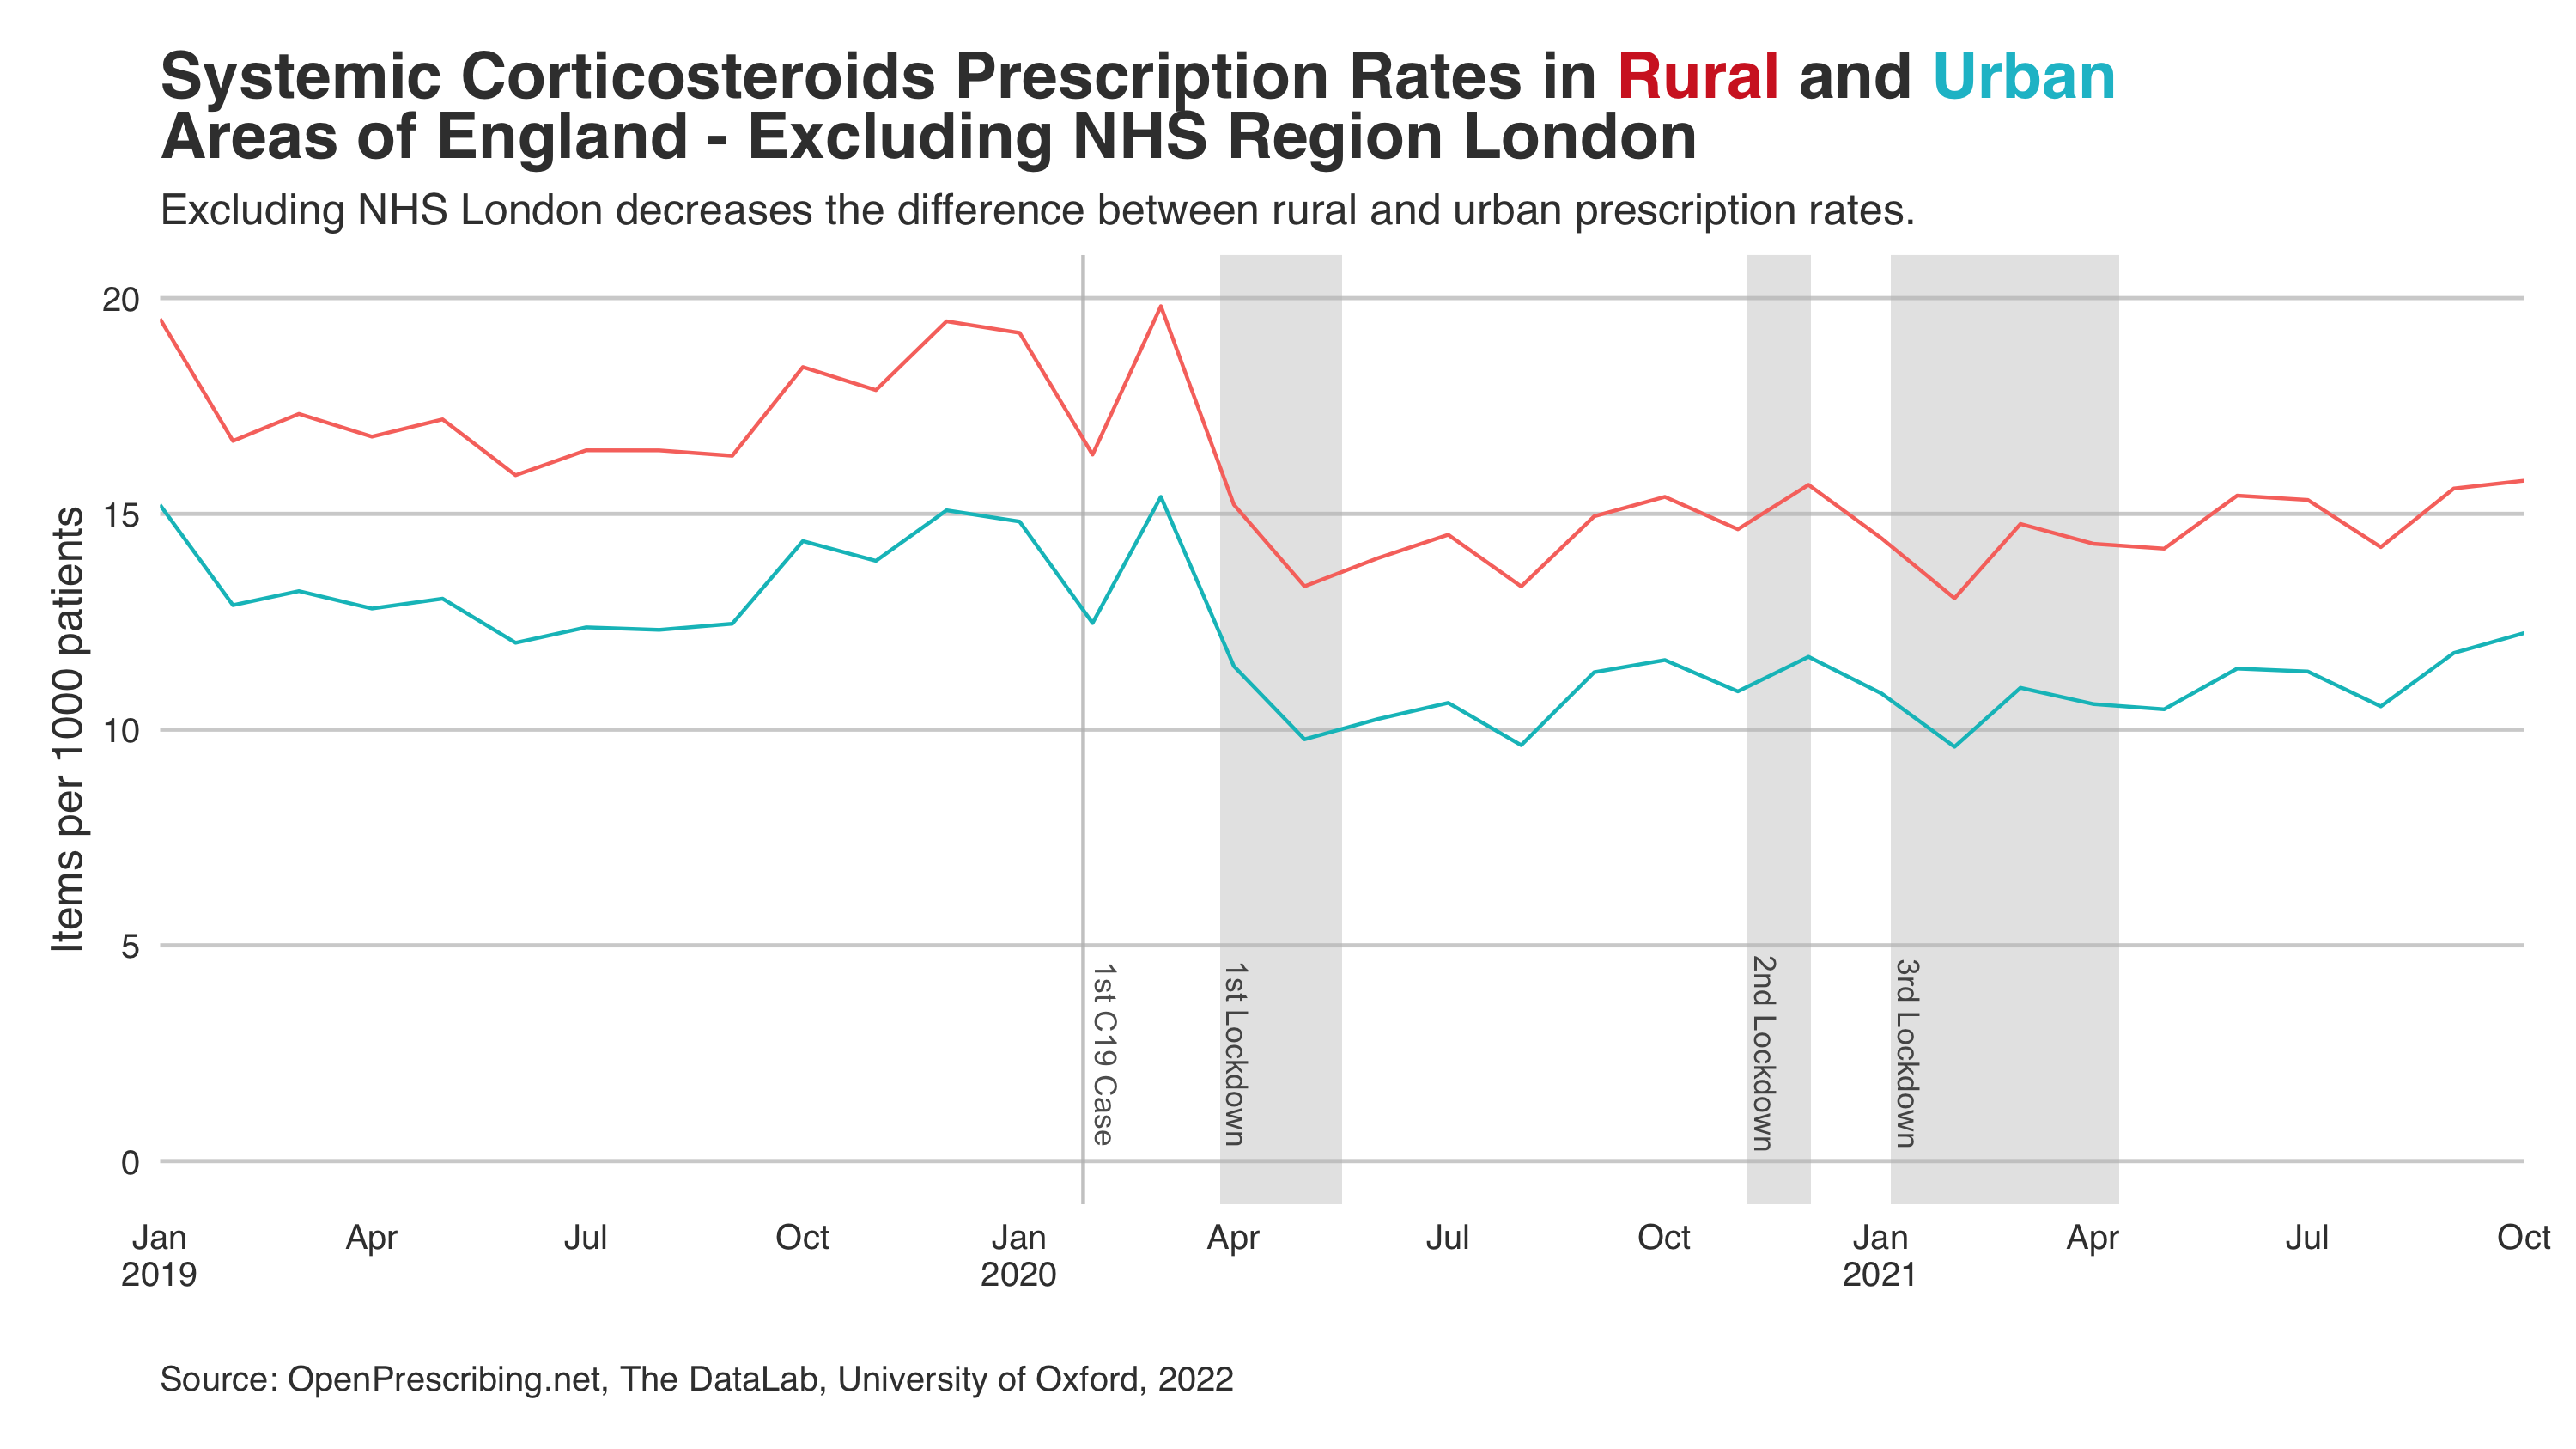 Systemic Corticosteroids Prescription Rates in Rural and Urban
Areas of England - Excluding NHS Region London
Excluding NHS London decreases the difference between rural and urban prescription rates.
Items per 1000 patients
20
15
10
5
0
1st C19 Case
1st Lockdown
2nd Lockdown
3rd Lockdown
Jan Apr Jul Oct Jan Apr Jul Oct Jan Apr Jul Oct
2019 2020 2021
Source: OpenPrescribing.net, The DataLab, University of Oxford, 2022